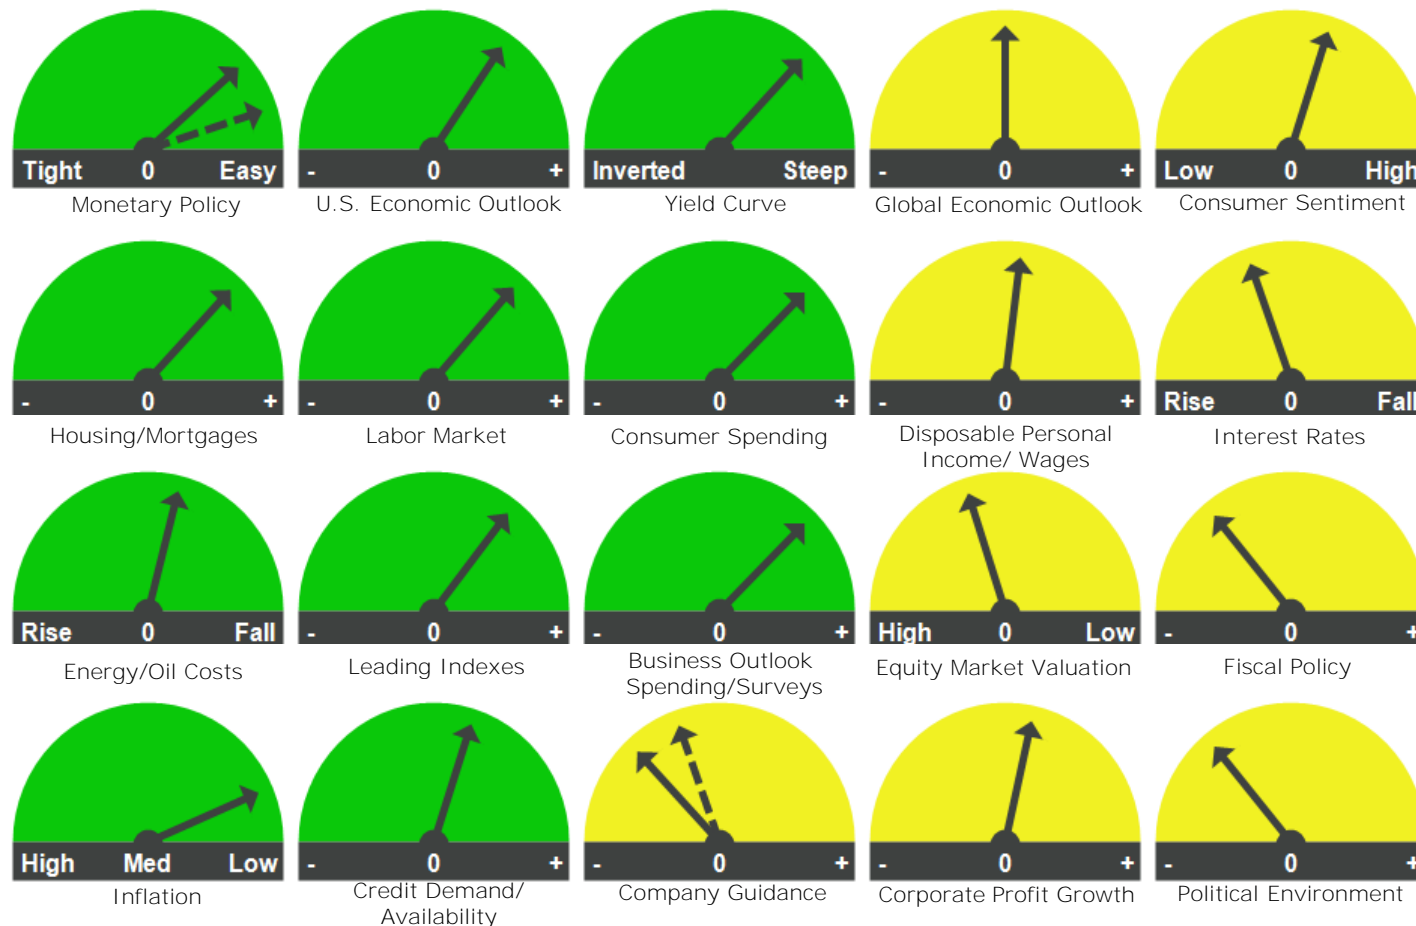 Tight 0 Easy
- 0 +
Inverted Steep
- 0 +
Low 0 High
Monetary Policy
U.S. Economic Outlook
Yield Curve
Global Economic Outlook
Consumer Sentiment
- 0 +
- 0 +
- 0 +
- 0 +
Rise 0 Fall
Housing/Mortgages
Labor Market
Consumer Spending
Disposable Personal
Income/ Wages
Interest Rates
Rise 0 Fall
- 0 +
- 0 +
High 0 Low
- 0 +
Energy/Oil Costs
Leading Indexes
Business Outlook
Spending/Surveys
Equity Market Valuation
Fiscal Policy
High Med Low
- 0 +
- 0 +
- 0 +
- 0 +
Inflation
Credit Demand/
Availability
Company Guidance
Corporate Profit Growth
Political Environment